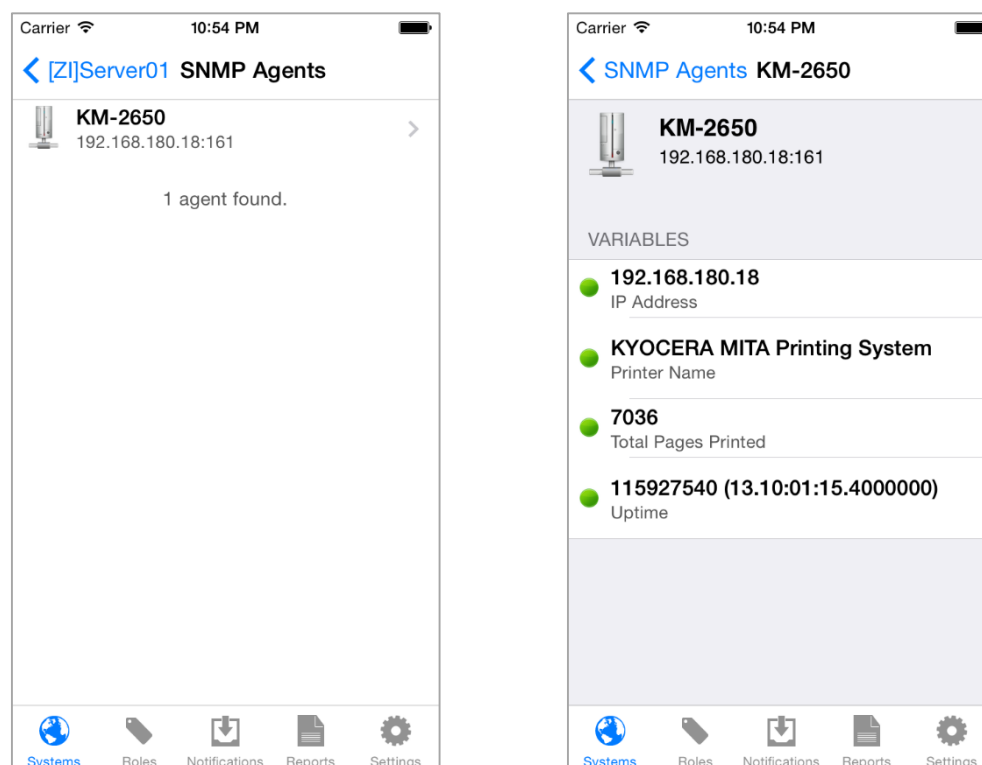 Carrier 10:54 PM
[ZI]Server01 SNMP Agents
KM-2650
192.168.180.18:161
1 agent found.
Systems Roles Notifications Reports Settings
Carrier 10:54 PM
SNMP Agents KM-2650
KM-2650
192.168.180.18:161
VARIABLES
192.168.180.18
IP Address
KYOCERA MITA Printing System
Printer Name
7036
Total Pages Printed
115927540 (13.10:01:15.4000000)
Uptime
Systems Roles Notifications Reports Settings